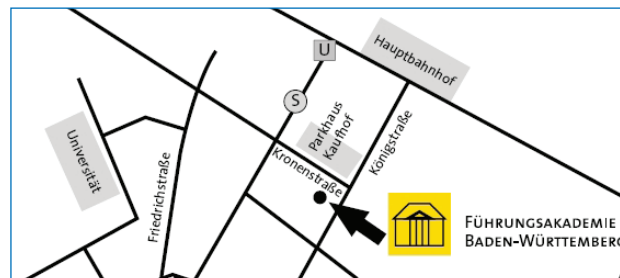 U
Hauptbahnhof
S
Parkhaus
Kaufhof
Universität
Friedrichstraße
Kronenstraße
Königstraße
FÜHRUNGSAKADEMIE
BADEN-WÜRTTEMBERG